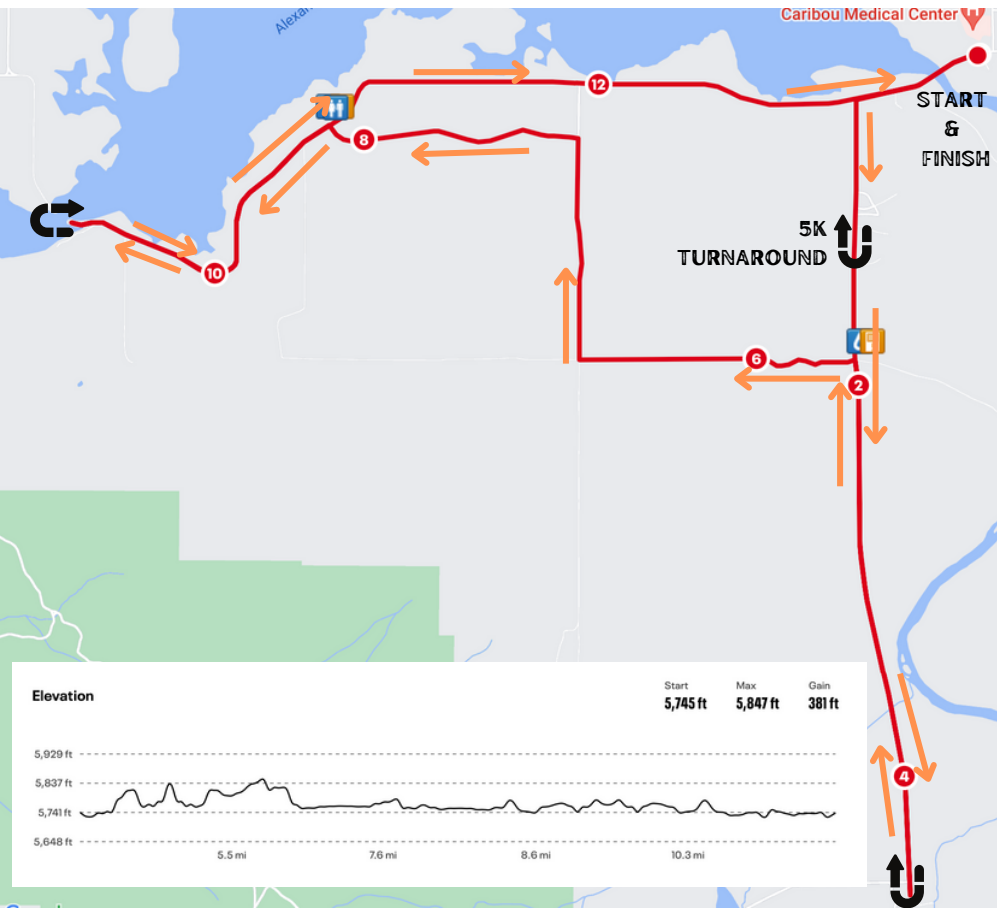 Caribou Medical Center
H
START
&
FINISH
12
8
5K
TURNAROUND
10
6
2
4
Elevation
Start
Max
Gain
5,745 ft
5,847 ft
381 ft
5,929 ft
5,837 ft
5,741 ft
5,648 ft
5.5 mi
7.6 mi
8.6 mi
10.3 mi